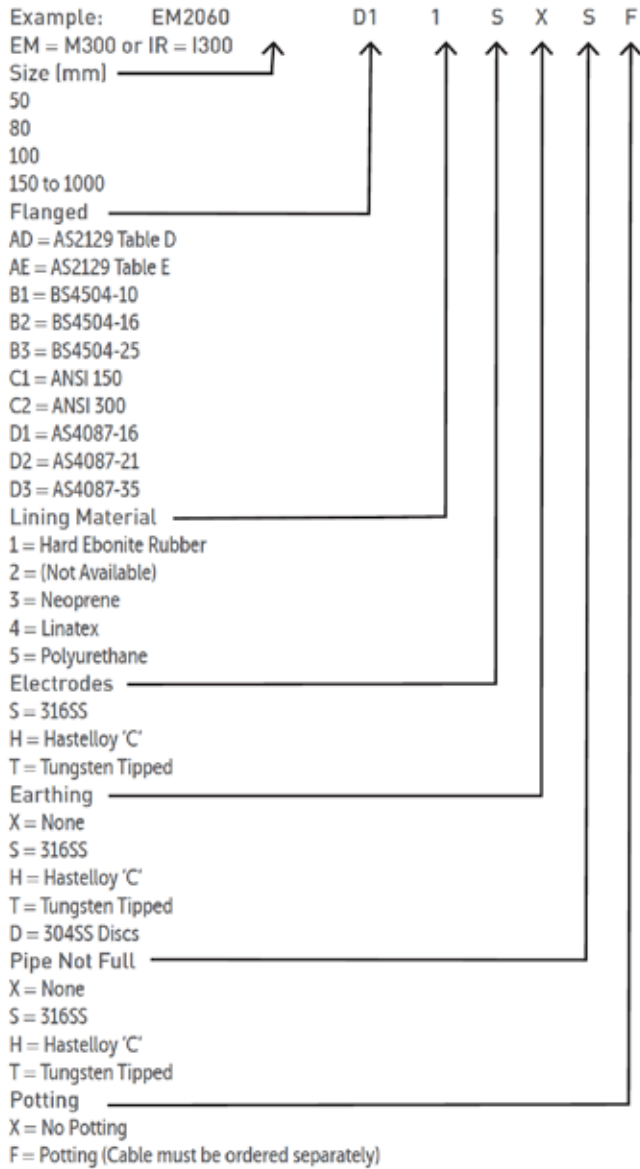 Example: EM2060 D1 1 S X S F
EM = M300 or IR = I300
Size (mm)
50
80
100
150 to 1000
Flanged
AD = AS2129 Table D
AE = AS2129 Table E
B1 = BS4504-10
B2 = BS4504-16
B3 = BS4504-25
C1 = ANSI 150
C2 = ANSI 300
D1 = AS4087-16
D2 = AS4087-21
D3 = AS4087-35
Lining Material
1 = Hard Ebonite Rubber
2 = (Not Available)
3 = Neoprene
4 = Linatex
5 = Polyurethane
Electrodes
S = 316SS
H = Hastelloy 'C'
T = Tungsten Tipped
Earthing
X = None
S = 316SS
H = Hastelloy 'C'
T = Tungsten Tipped
D = 304SS Discs
Pipe Not Full
X = None
S = 316SS
H = Hastelloy 'C'
T = Tungsten Tipped
Potting
X = No Potting
F = Potting (Cable must be ordered separately)